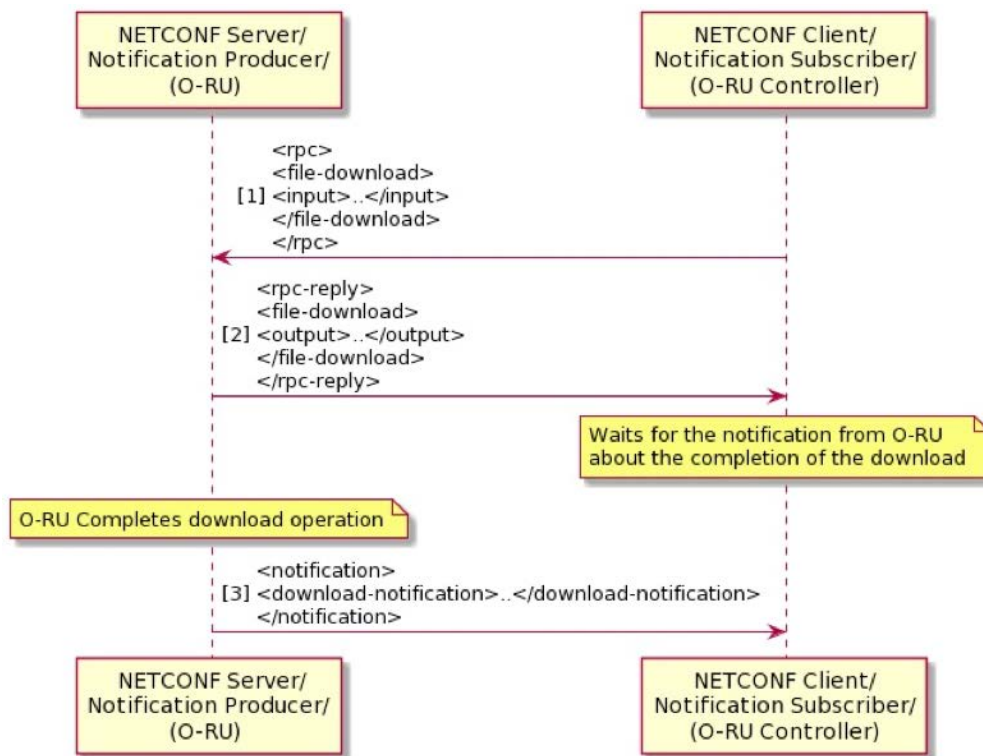 NETCONF Server/
Notification Producer/
(O-RU)
NETCONF Client/
Notification Subscriber/
(O-RU Controller)
<rpc>
<file-download>
[1] <input>..</input>
</file-download>
</rpc>
<rpc-reply>
<file-download>
[2] <output>..</output>
</file-download>
</rpc-reply>
Waits for the notification from O-RU
about the completion of the download
O-RU Completes download operation
<notification>
[3] <download-notification>..</download-notification>
</notification>
NETCONF Server/
Notification Producer/
(O-RU)
NETCONF Client/
Notification Subscriber/
(O-RU Controller)